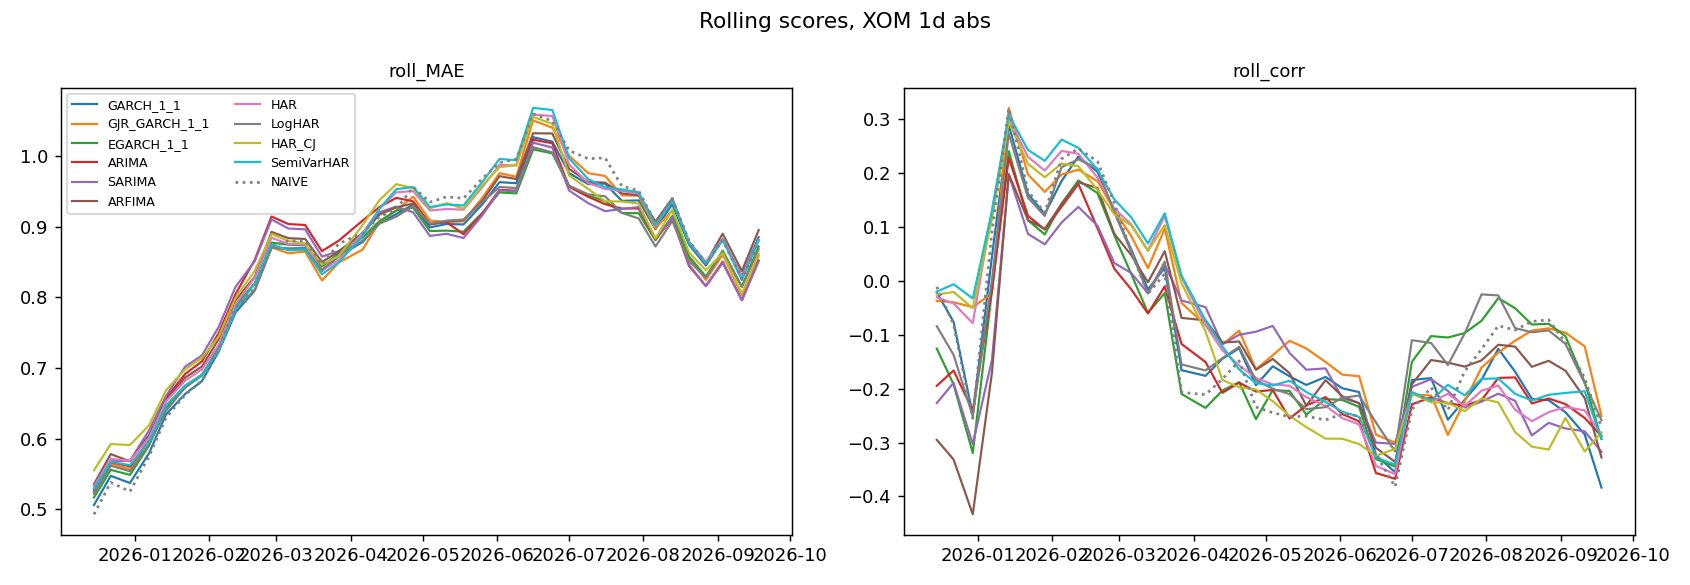 Rolling scores, XOM 1d abs
roll_MAE
GARCH_1_1
GJR_GARCH_1_1
EGARCH_1_1
ARIMA
SARIMA
ARFIMA
HAR
LogHAR
HAR_CJ
SemiVarHAR
NAIVE
1.0
0.9
0.8
0.7
0.6
0.5
2026-01
2026-02
2026-03
2026-04
2026-05
2026-06
2026-07
2026-08
2026-09
2026-10
roll_corr
0.3
0.2
0.1
0.0
−0.1
−0.2
−0.3
−0.4
2026-01
2026-02
2026-03
2026-04
2026-05
2026-06
2026-07
2026-08
2026-09
2026-10